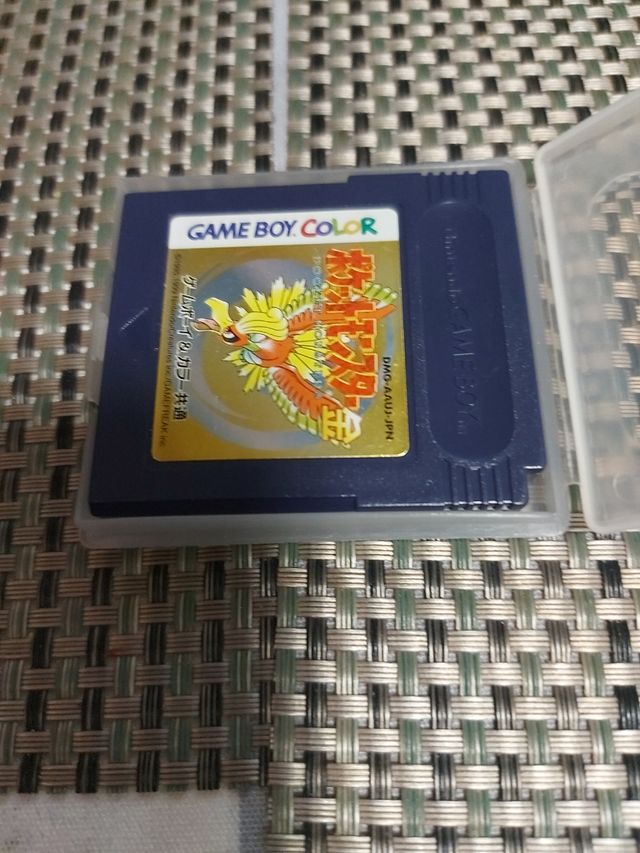 Nintendo GAME BOY
ポケットモンスター金
POCKET MONSTERS
DMG-AAUJ-JPN
GAME BOY COLOR
ゲームボーイ&カラー共通